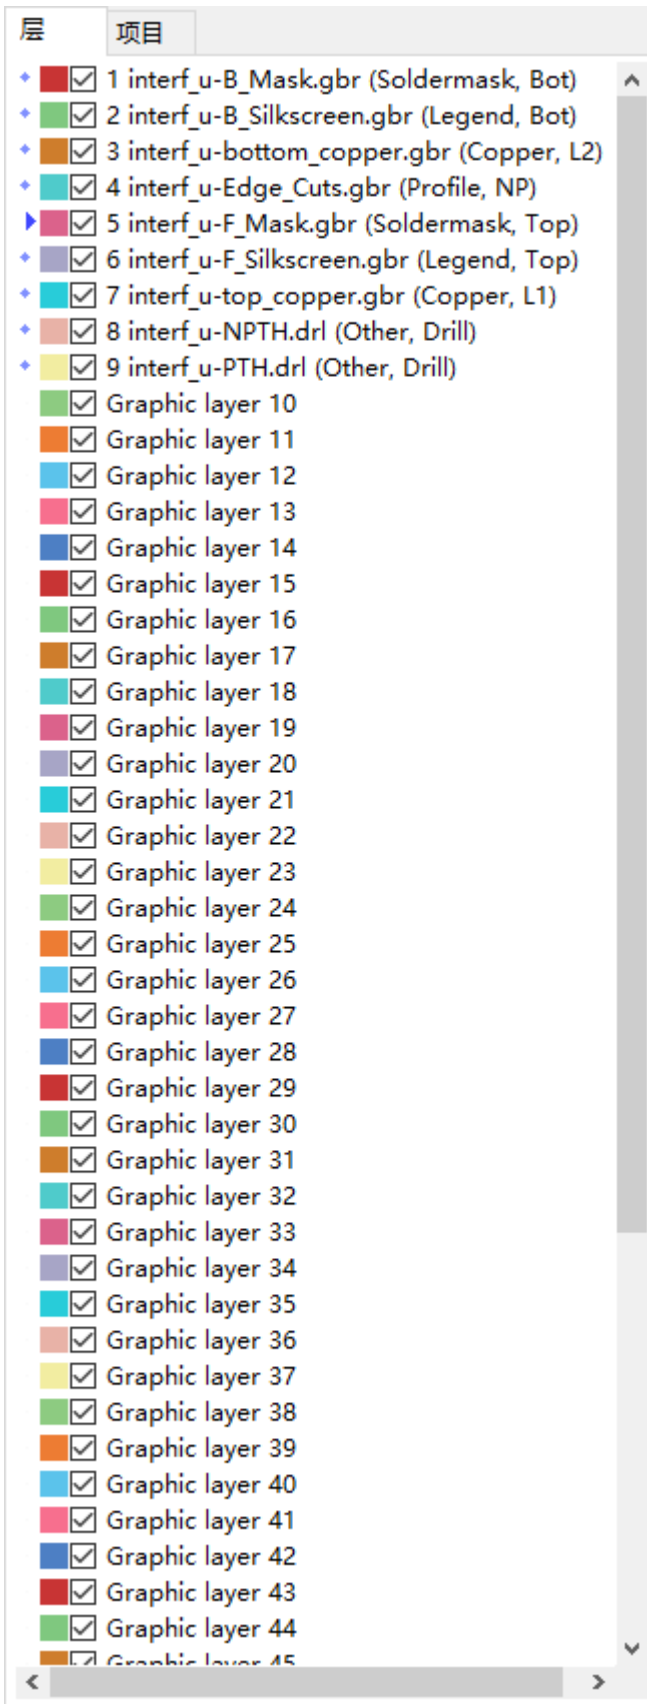 层
项目
1 interf_u-B_Mask.gbr (Soldermask, Bot)
2 interf_u-B_Silkscreen.gbr (Legend, Bot)
3 interf_u-bottom_copper.gbr (Copper, L2)
4 interf_u-Edge_Cuts.gbr (Profile, NP)
5 interf_u-F_Mask.gbr (Soldermask, Top)
6 interf_u-F_Silkscreen.gbr (Legend, Top)
7 interf_u-top_copper.gbr (Copper, L1)
8 interf_u-NPTH.drl (Other, Drill)
9 interf_u-PTH.drl (Other, Drill)
Graphic layer 10
Graphic layer 11
Graphic layer 12
Graphic layer 13
Graphic layer 14
Graphic layer 15
Graphic layer 16
Graphic layer 17
Graphic layer 18
Graphic layer 19
Graphic layer 20
Graphic layer 21
Graphic layer 22
Graphic layer 23
Graphic layer 24
Graphic layer 25
Graphic layer 26
Graphic layer 27
Graphic layer 28
Graphic layer 29
Graphic layer 30
Graphic layer 31
Graphic layer 32
Graphic layer 33
Graphic layer 34
Graphic layer 35
Graphic layer 36
Graphic layer 37
Graphic layer 38
Graphic layer 39
Graphic layer 40
Graphic layer 41
Graphic layer 42
Graphic layer 43
Graphic layer 44
Graphic layer 45